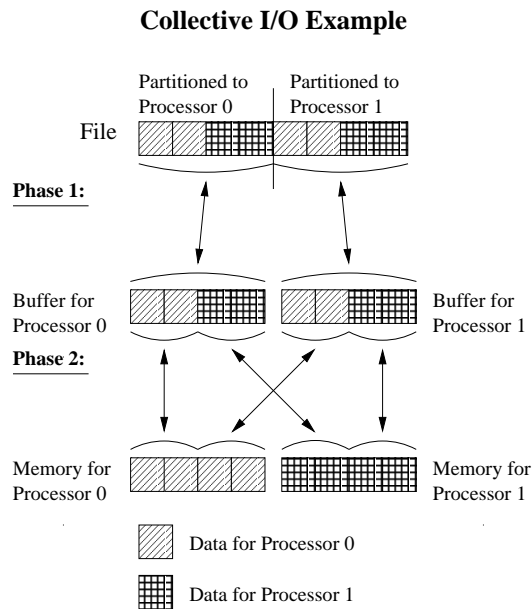 Collective I/O Example
Partitioned to
Processor 0
Partitioned to
Processor 1
File
Phase 1:
Buffer for
Processor 0
Buffer for
Processor 1
Phase 2:
Memory for
Processor 0
Memory for
Processor 1
Data for Processor 0
Data for Processor 1